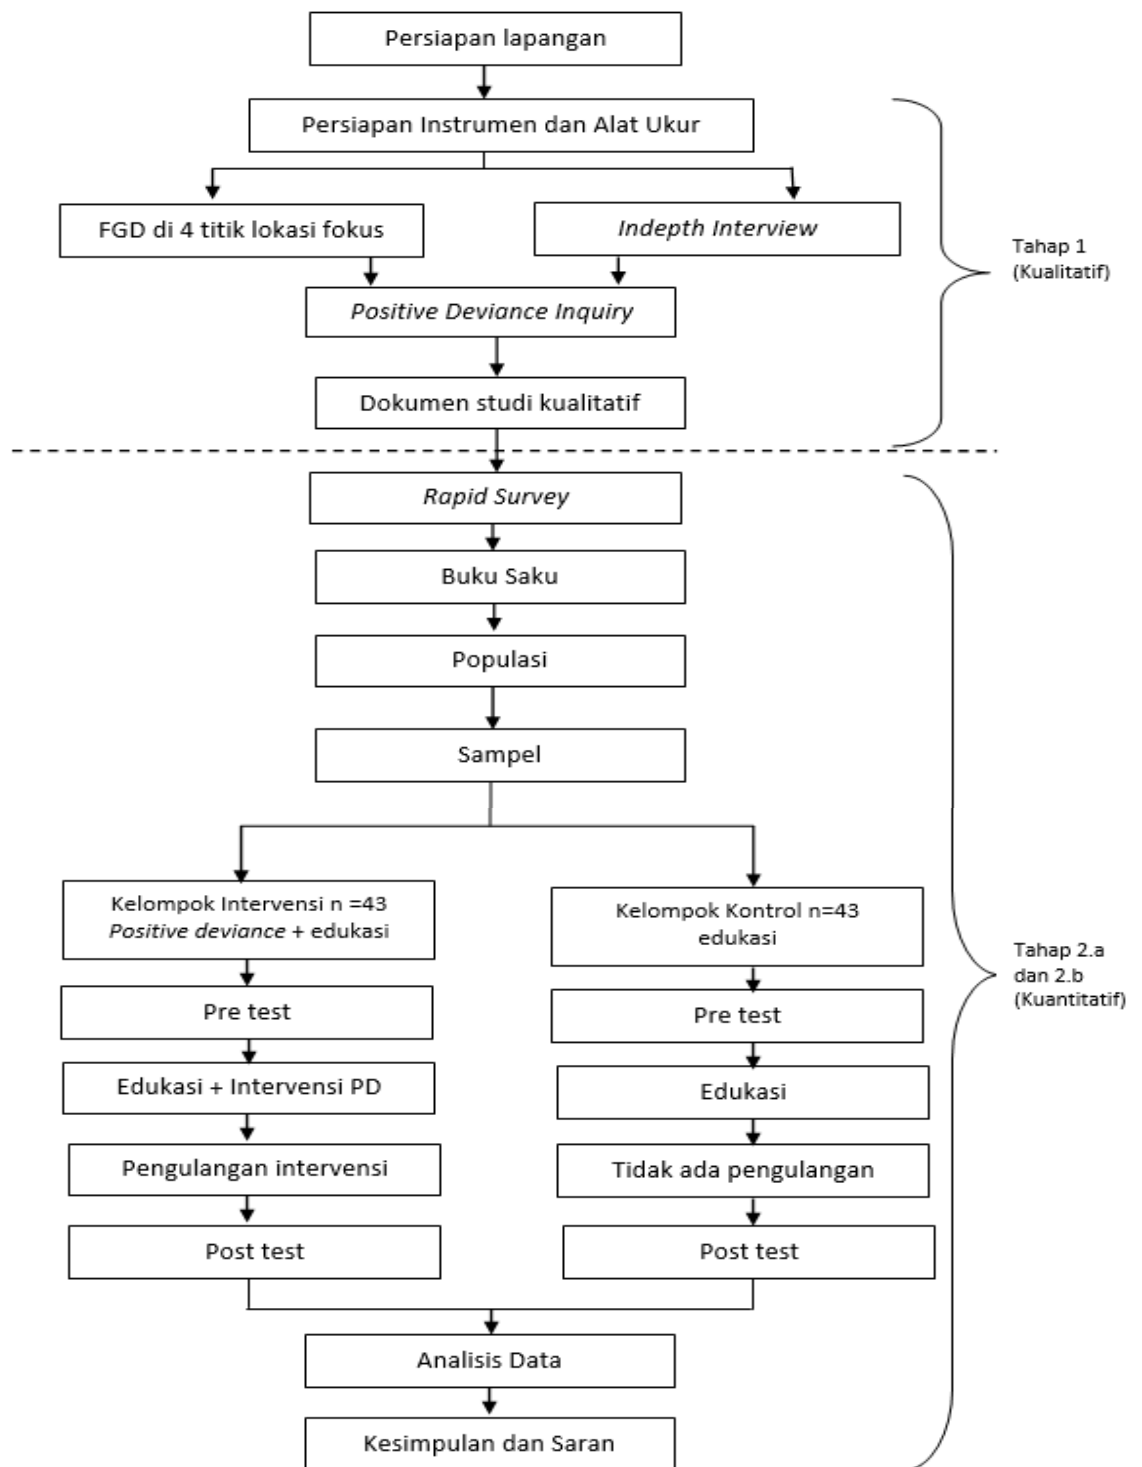 Persiapan lapangan
Persiapan Instrumen dan Alat Ukur
FGD di 4 titik lokasi fokus
Indepth Interview
Positive Deviance Inquiry
Dokumen studi kualitatif
Tahap 1
(Kualitatif)
Rapid Survey
Buku Saku
Populasi
Sampel
Kelompok Intervensi n =43
Positive deviance + edukasi
Pre test
Edukasi + Intervensi PD
Pengulangan intervensi
Post test
Kelompok Kontrol n=43
edukasi
Pre test
Edukasi
Tidak ada pengulangan
Post test
Analisis Data
Kesimpulan dan Saran
Tahap 2.a
dan 2.b
(Kuantitatif)